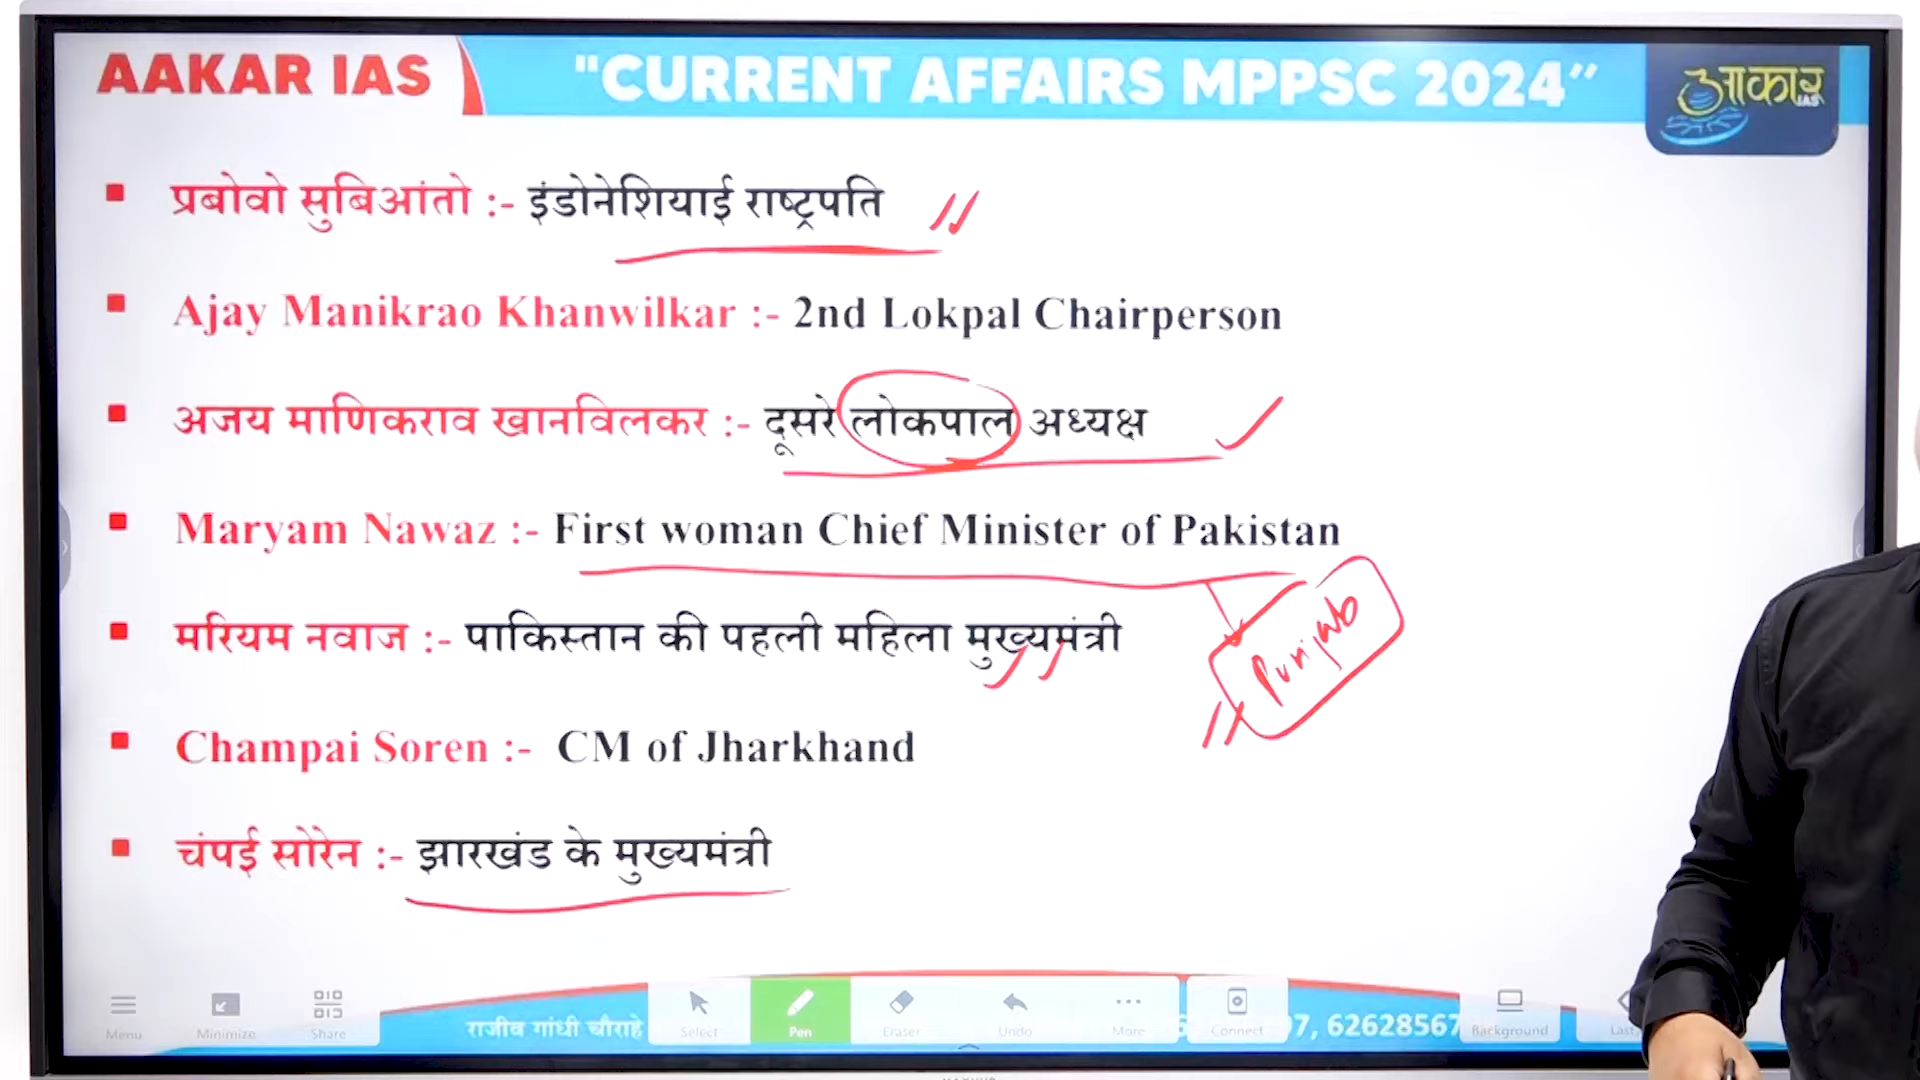 AAKAR IAS
"CURRENT AFFAIRS MPPSC 2024"
आकार
IAS
प्रबोवो सुबिआंतो :- इंडोनेशियाई राष्ट्रपति
Ajay Manikrao Khanwilkar :- 2nd Lokpal Chairperson
अजय माणिकराव खानविलकर :- दूसरे लोकपाल अध्यक्ष
Maryam Nawaz :- First woman Chief Minister of Pakistan
Punjab
मरियम नवाज :- पाकिस्तान की पहली महिला मुख्यमंत्री
Champai Soren :- CM of Jharkhand
चंपई सोरेन :- झारखंड के मुख्यमंत्री
Menu Minimize Share Select Pen Eraser Undo More Connect Background Last
राजीव गांधी चौराहे